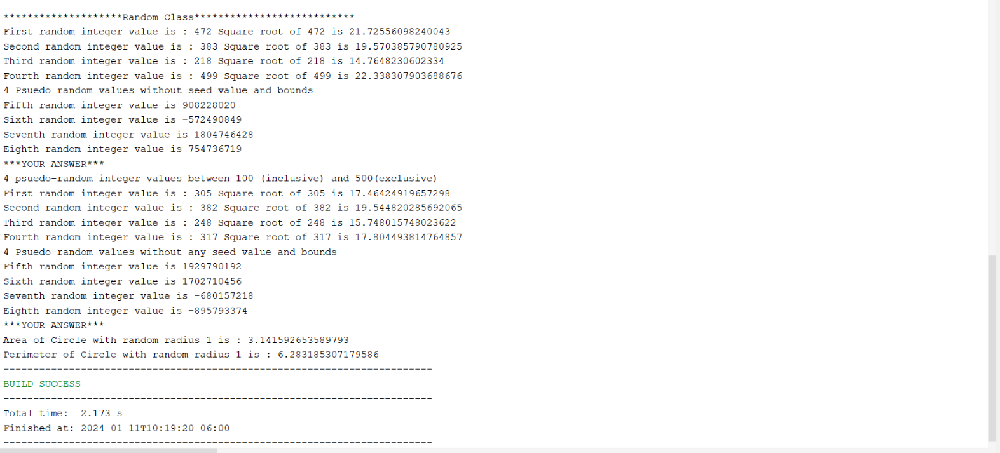 ********************Random Class***************************
First random integer value is : 472 Square root of 472 is 21.72556098240043
Second random integer value is : 383 Square root of 383 is 19.570385790780925
Third random integer value is : 218 Square root of 218 is 14.7648230602334
Fourth random integer value is : 499 Square root of 499 is 22.338307903688676
4 Psuedo random values without seed value and bounds
Fifth random integer value is 908228020
Sixth random integer value is -572490849
Seventh random integer value is 1804746428
Eighth random integer value is 754736719
***YOUR ANSWER***
4 psuedo-random integer values between 100 (inclusive) and 500(exclusive)
First random integer value is : 305 Square root of 305 is 17.46424919657298
Second random integer value is : 382 Square root of 382 is 19.544820285692065
Third random integer value is : 248 Square root of 248 is 15.748015748023622
Fourth random integer value is : 317 Square root of 317 is 17.804493814764857
4 Psuedo-random values without any seed value and bounds
Fifth random integer value is 1929790192
Sixth random integer value is 1702710456
Seventh random integer value is -680157218
Eighth random integer value is -895793374
***YOUR ANSWER***
Area of Circle with random radius 1 is : 3.141592653589793
Perimeter of Circle with random radius 1 is : 6.283185307179586
------------------------------------------------------------------------
BUILD SUCCESS
------------------------------------------------------------------------
Total time:  2.173 s
Finished at: 2024-01-11T10:19:20-06:00
------------------------------------------------------------------------